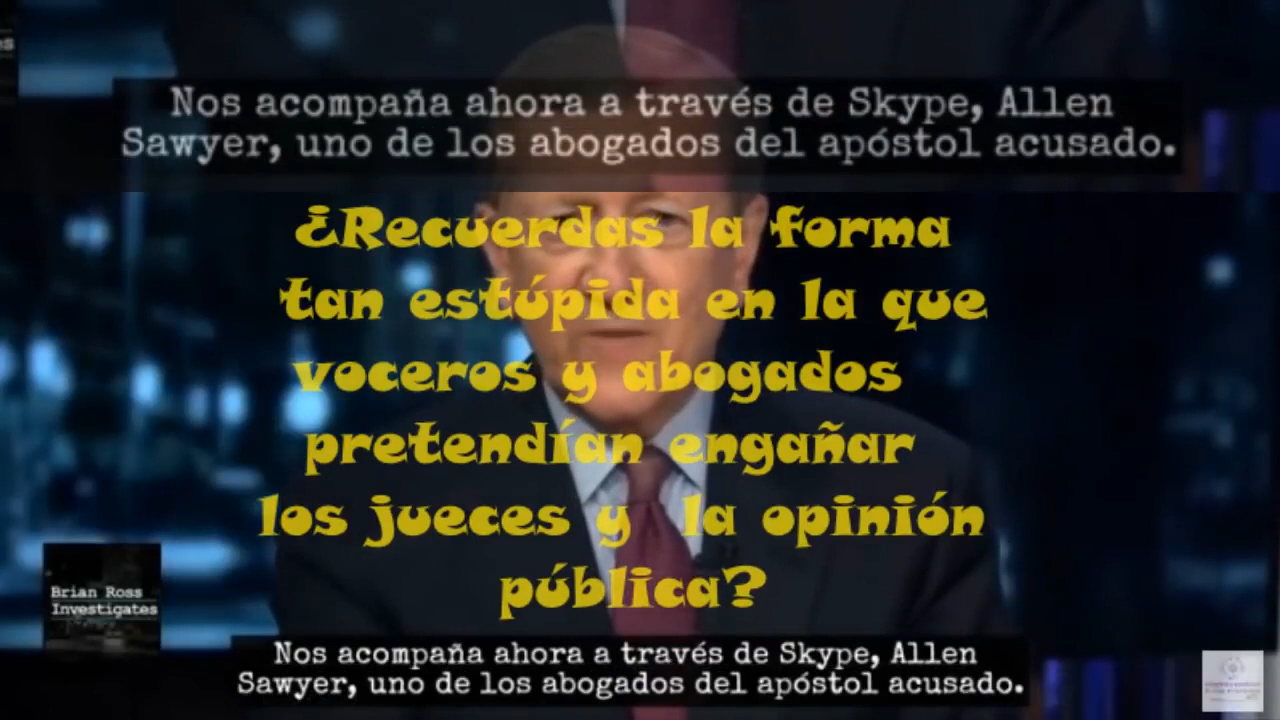 Nos acompaña ahora a través de Skype, Allen
Sawyer, uno de los abogados del apóstol acusado.
¿Recuerdas la forma
tan estúpida en la que
voceros y abogados
pretendían engañar
los jueces y la opinión
pública?
Brian Ross
Investigates
Nos acompaña ahora a través de Skype, Allen
Sawyer, uno de los abogados del apóstol acusado.